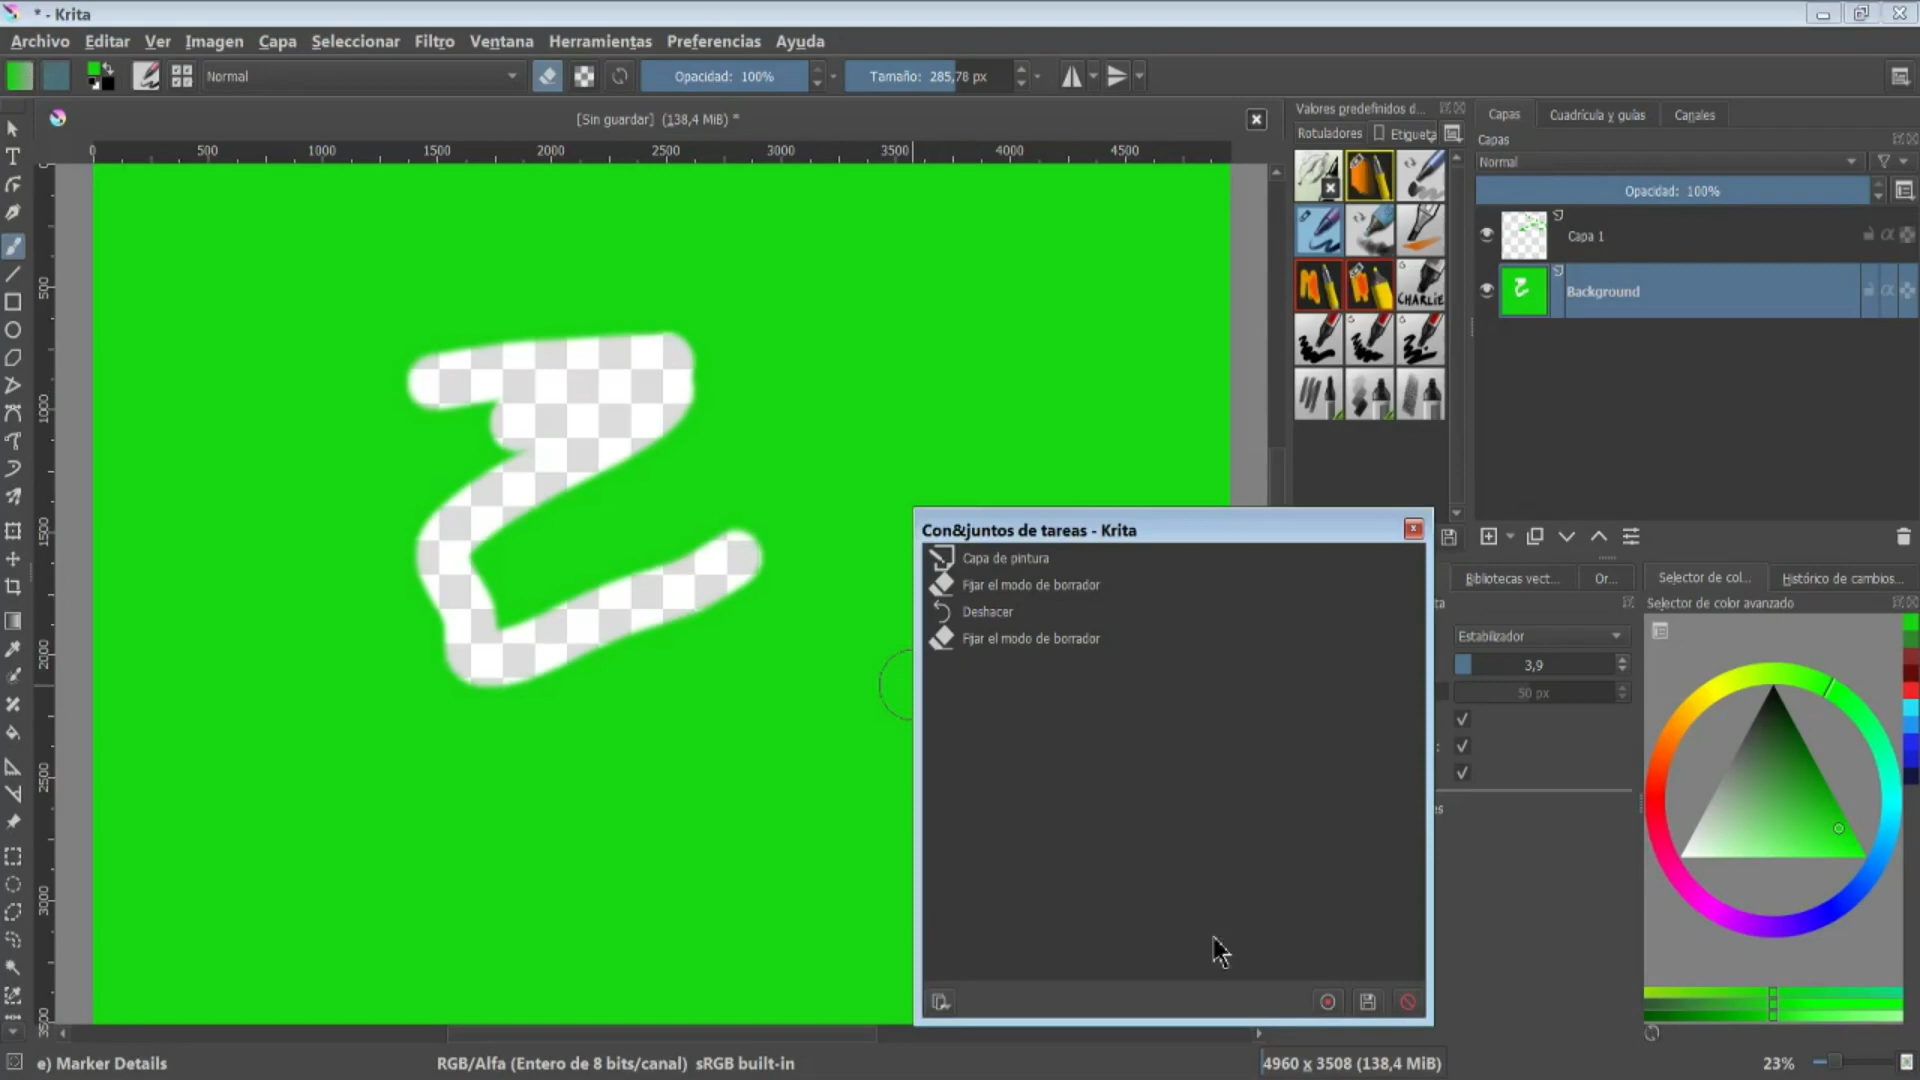 * - Krita
Archivo Editar Ver Imagen Capa Seleccionar Filtro Ventana Herramientas Preferencias Ayuda
Normal
Opacidad: 100%
Tamaño: 285,78 px
[Sin guardar] (138,4 MiB) *
0 500 1000 1500 2000 2500 3000 3500 4000 4500
500
1000
1500
2000
2500
3000
3500
Valores predefinidos d...
Rotuladores
Etiqueta
CHARLIE
Capas
Cuadrícula y guías
Canales
Capas
Normal
Opacidad: 100%
Capa 1
Background
Con&juntos de tareas - Krita
Capa de pintura
Fijar el modo de borrador
Deshacer
Fijar el modo de borrador
Bibliotecas vect...
Or...
Estabilizador
3,9
50 px
Selector de col...
Histórico de cambios...
Selector de color avanzado
e) Marker Details
RGB/Alfa (Entero de 8 bits/canal) sRGB built-in
4960 x 3508 (138,4 MiB)
23%